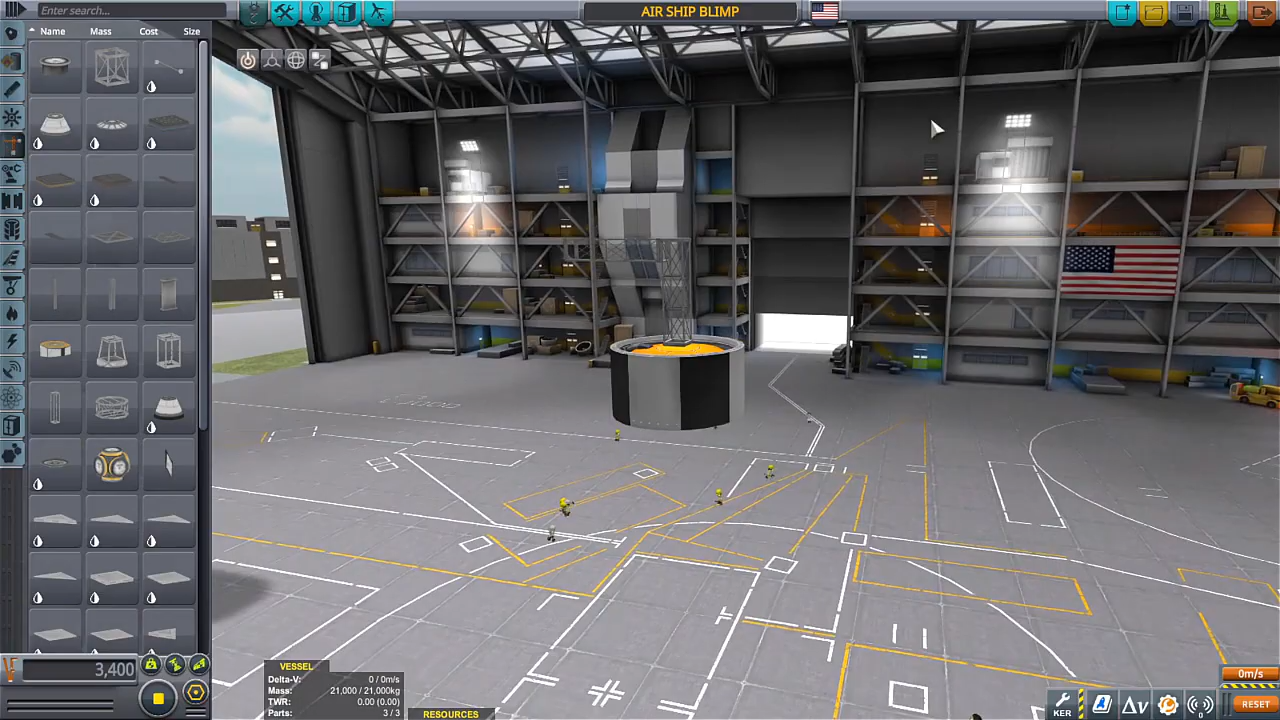 Enter search...
AIR SHIP BLIMP
Name Mass Cost Size
3,400
VESSEL
Delta-V: 0 / 0m/s
Mass: 21,000 / 21,000kg
TWR: 0.00 (0.00)
Parts: 3 / 3
RESOURCES
0m/s
KER
Δv
RESET